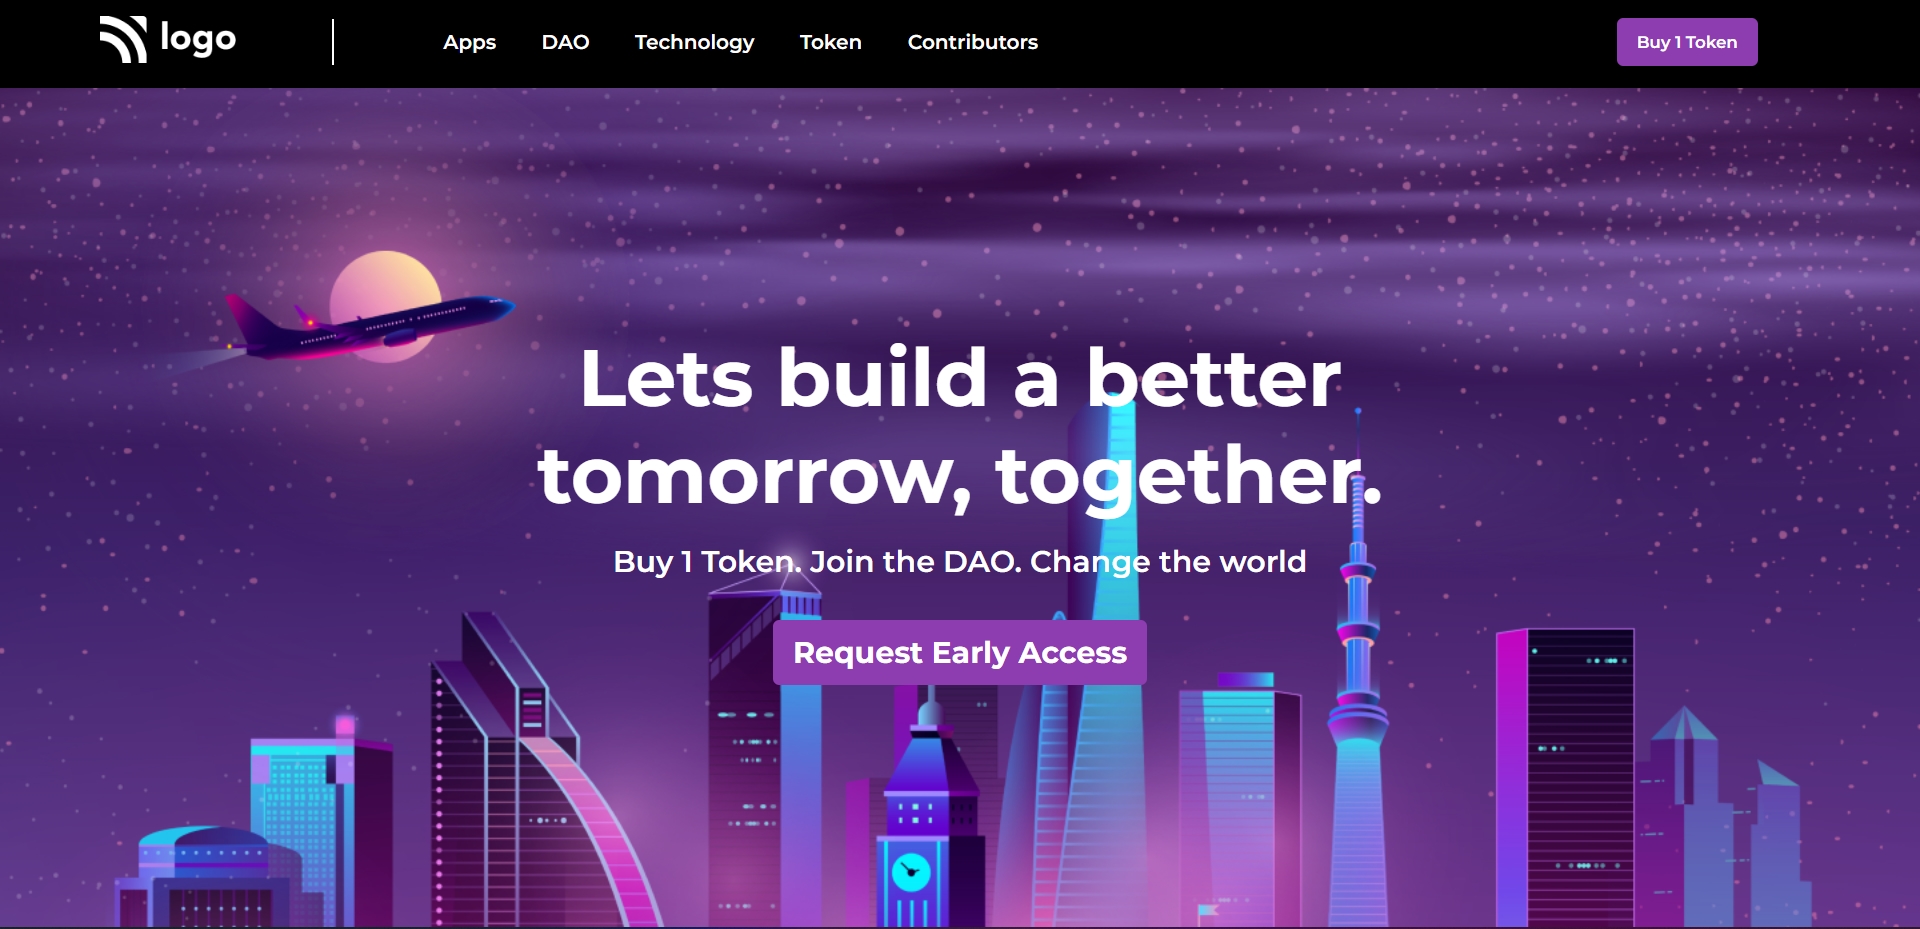 logo
Apps
DAO
Technology
Token
Contributors
Buy 1 Token
Lets build a better
tomorrow, together.
Buy 1 Token. Join the DAO. Change the world
Request Early Access